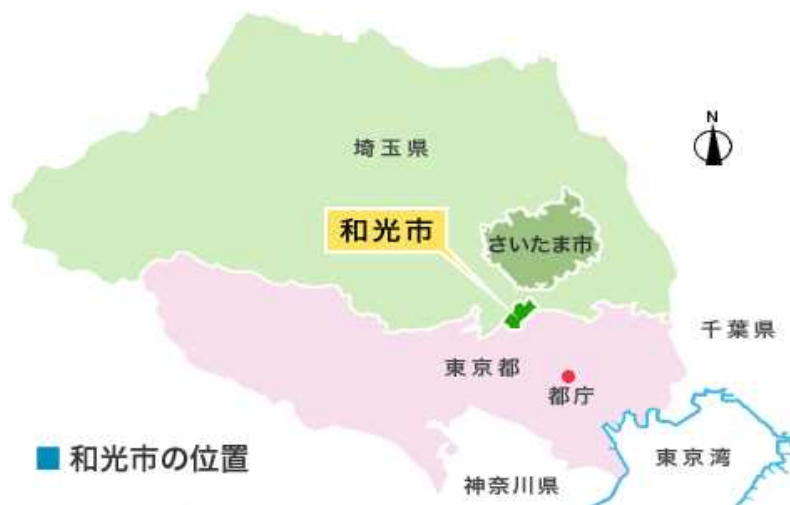 N
埼玉県
和光市
さいたま市
千葉県
東京都
都庁
■ 和光市の位置
東京湾
神奈川県